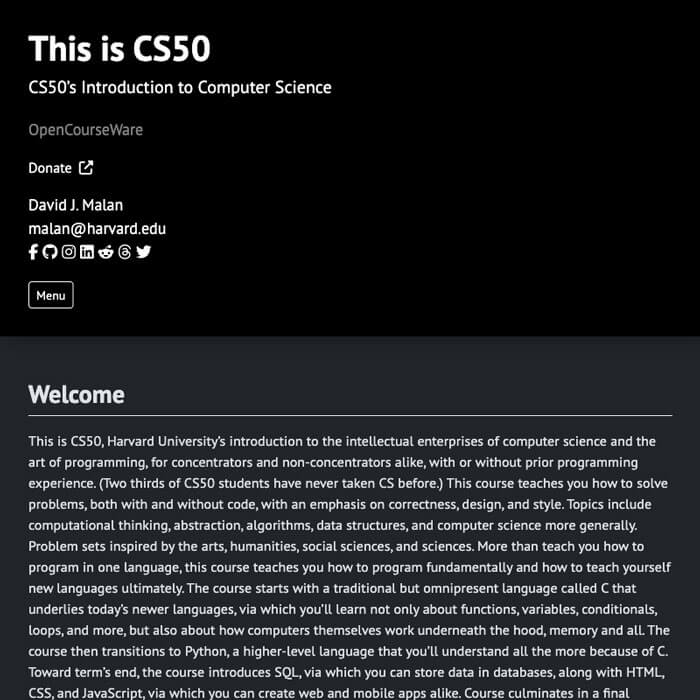 This is CS50
CS50's Introduction to Computer Science
OpenCourseWare
Donate
David J. Malan
malan@harvard.edu
Menu
Welcome
This is CS50, Harvard University's introduction to the intellectual enterprises of computer science and the
art of programming, for concentrators and non-concentrators alike, with or without prior programming
experience. (Two thirds of CS50 students have never taken CS before.) This course teaches you how to solve
problems, both with and without code, with an emphasis on correctness, design, and style. Topics include
computational thinking, abstraction, algorithms, data structures, and computer science more generally.
Problem sets inspired by the arts, humanities, social sciences, and sciences. More than teach you how to
program in one language, this course teaches you how to program fundamentally and how to teach yourself
new languages ultimately. The course starts with a traditional but omnipresent language called C that
underlies today's newer languages, via which you'll learn not only about functions, variables, conditionals,
loops, and more, but also about how computers themselves work underneath the hood, memory and all. The
course then transitions to Python, a higher-level language that you'll understand all the more because of C.
Toward term's end, the course introduces SQL, via which you can store data in databases, along with HTML,
CSS, and JavaScript, via which you can create web and mobile apps alike. Course culminates in a final